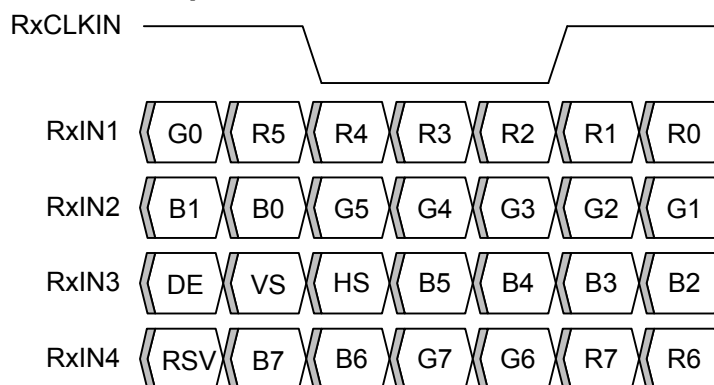 RxCLKIN
RxIN1 G0 R5 R4 R3 R2 R1 R0
RxIN2 B1 B0 G5 G4 G3 G2 G1
RxIN3 DE VS HS B5 B4 B3 B2
RxIN4 RSV B7 B6 G7 G6 R7 R6